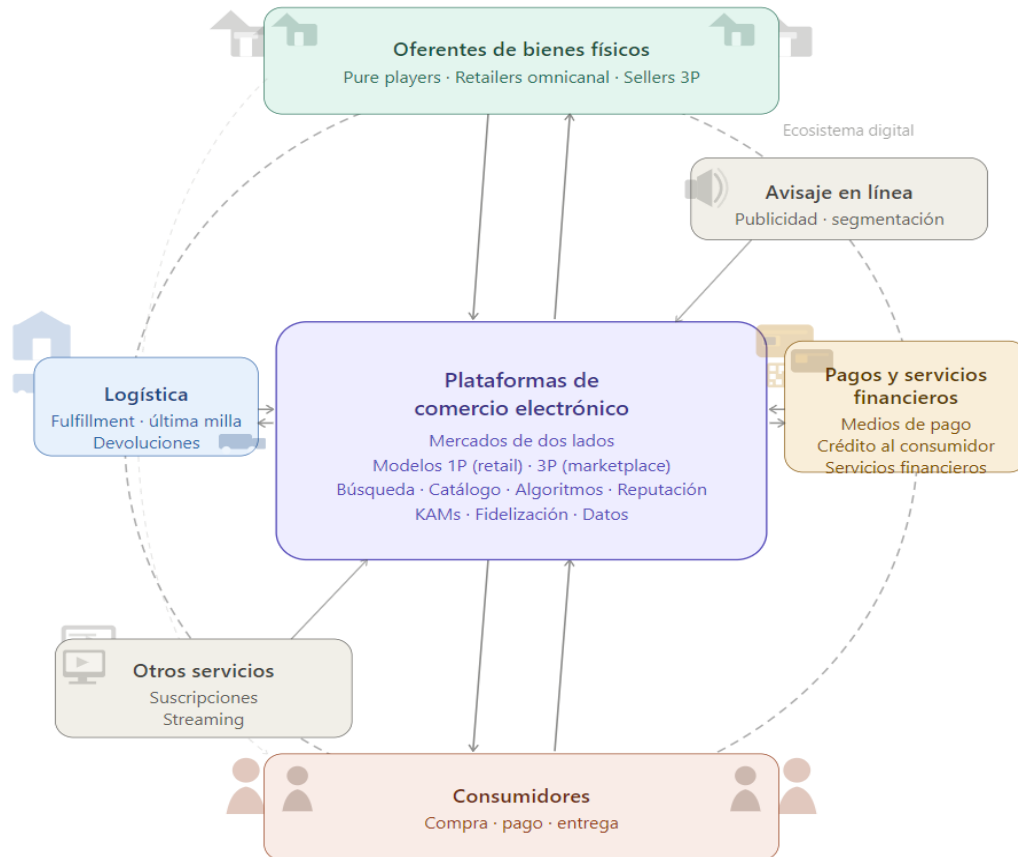 Oferentes de bienes físicos
Pure players · Retailers omnicanal · Sellers 3P
Ecosistema digital
Avisaje en línea
Publicidad · segmentación
Logística
Fulfillment · última milla
Devoluciones
Plataformas de
comercio electrónico
Mercados de dos lados
Modelos 1P (retail) · 3P (marketplace)
Búsqueda · Catálogo · Algoritmos · Reputación
KAMs · Fidelización · Datos
Pagos y servicios
financieros
Medios de pago
Crédito al consumidor
Servicios financieros
Otros servicios
Suscripciones
Streaming
Consumidores
Compra · pago · entrega